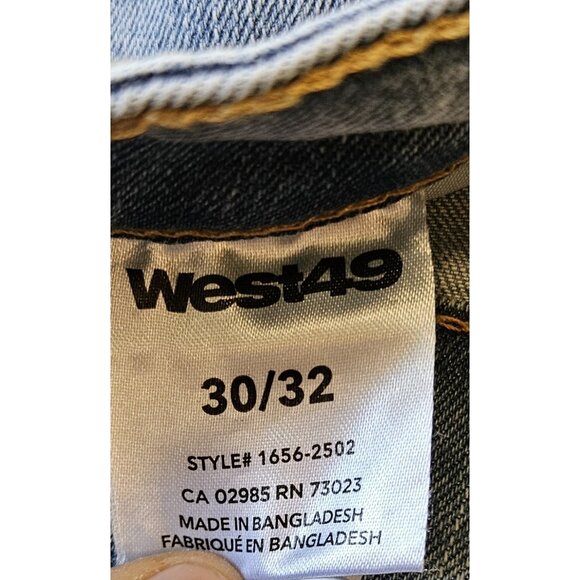 West49
30/32
STYLE# 1656-2502
CA 02985 RN 73023
MADE IN BANGLADESH
FABRIQUÉ EN BANGLADESH